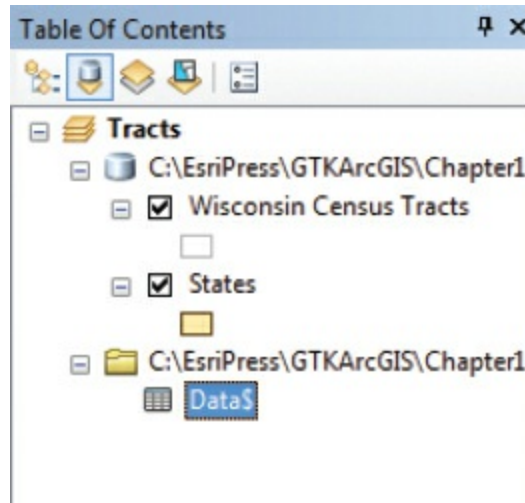 Table Of Contents
Tracts
C:\EsriPress\GTKArcGIS\Chapter1
Wisconsin Census Tracts
States
C:\EsriPress\GTKArcGIS\Chapter1
Data$